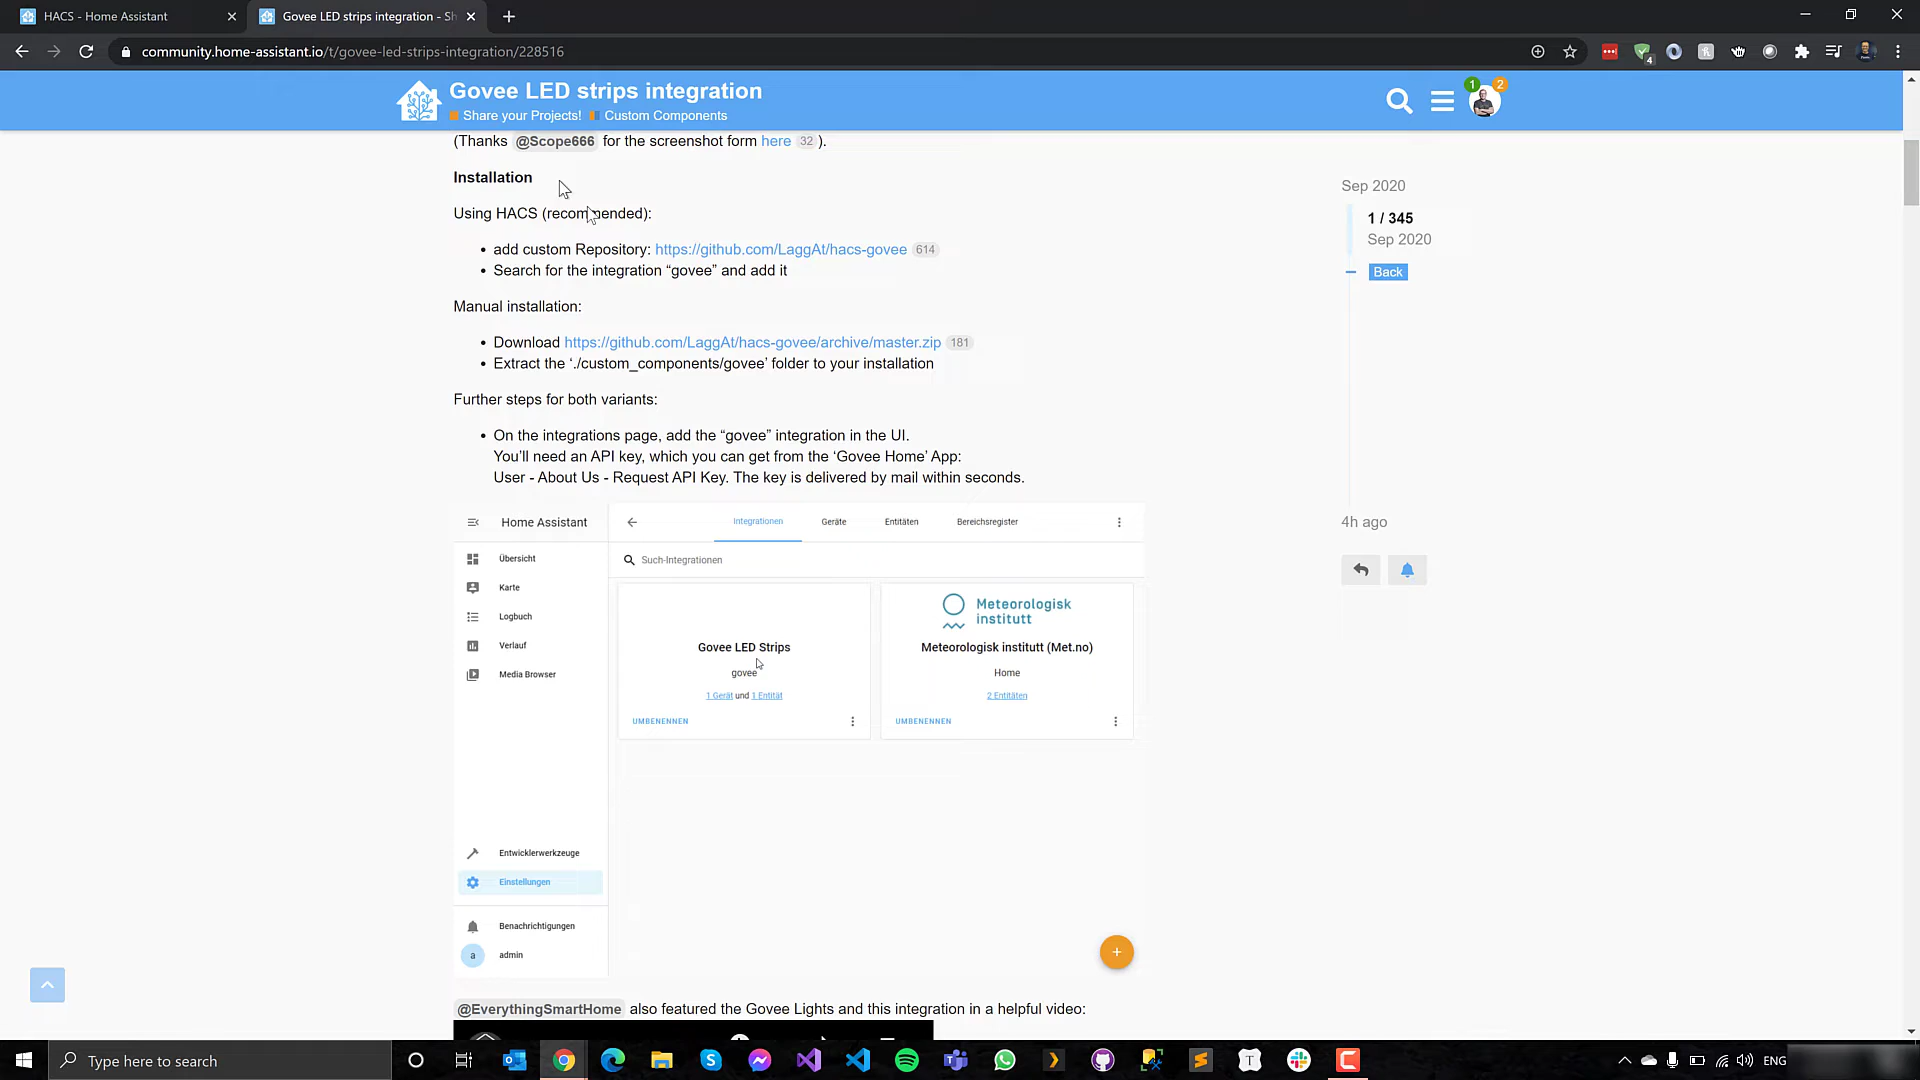 HACS - Home Assistant
Govee LED strips integration - Sh
community.home-assistant.io/t/govee-led-strips-integration/228516
4
Govee LED strips integration
Share your Projects! Custom Components
1
2
(Thanks @Scope666 for the screenshot form here 32 ).
Installation
Using HACS (recommended):
• add custom Repository: https://github.com/LaggAt/hacs-govee 614
• Search for the integration “govee” and add it
Manual installation:
• Download https://github.com/LaggAt/hacs-govee/archive/master.zip 181
• Extract the ‘./custom_components/govee’ folder to your installation
Further steps for both variants:
• On the integrations page, add the “govee” integration in the UI.
You’ll need an API key, which you can get from the ‘Govee Home’ App:
User - About Us - Request API Key. The key is delivered by mail within seconds.
Sep 2020
1 / 345
Sep 2020
Back
4h ago
Home Assistant
Integrationen Geräte Entitäten Bereichsregister
Übersicht
Such-Integrationen
Karte
Logbuch
Verlauf
Media Browser
Govee LED Strips
govee
1 Gerät und 1 Entität
UMBENENNEN
Meteorologisk
institutt
Meteorologisk institutt (Met.no)
Home
2 Entitäten
UMBENENNEN
Entwicklerwerkzeuge
Einstellungen
Benachrichtigungen
a admin
+
@EverythingSmartHome also featured the Govee Lights and this integration in a helpful video:
Type here to search
ENG